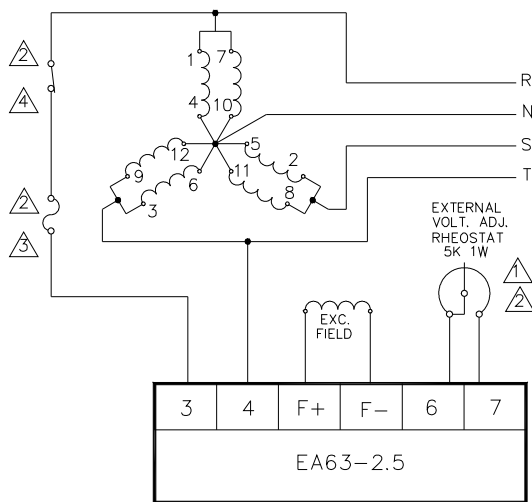 2
1 7
R
4
4 10
N
12 5
S
9 6 11 2
T
3 8
2
3
EXTERNAL
VOLT. ADJ.
RHEOSTAT
5K 1W
1
2
EXC.
FIELD
3 4 F+ F- 6 7
EA63-2.5